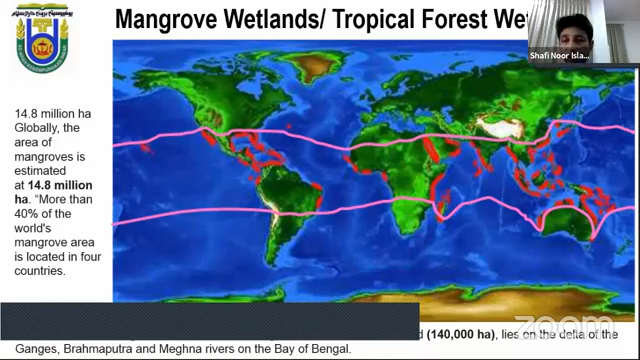 Mangrove Wetlands/ Tropical Forest We
Shafi Noor Isla...
14.8 million ha
Globally, the
area of
mangroves is
estimated
at 14.8 million
ha. “More than
40% of the
world's
mangrove area
is located in four
countries.
(140,000 ha), lies on the delta of the
Ganges, Brahmaputra and Meghna rivers on the Bay of Bengal.
zoom